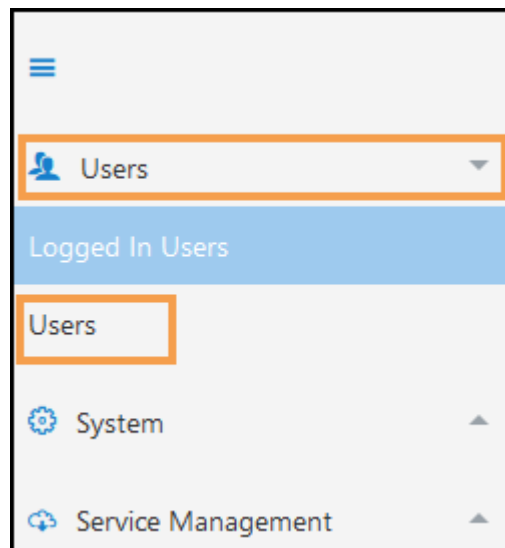 Users
Logged In Users
Users
System
Service Management